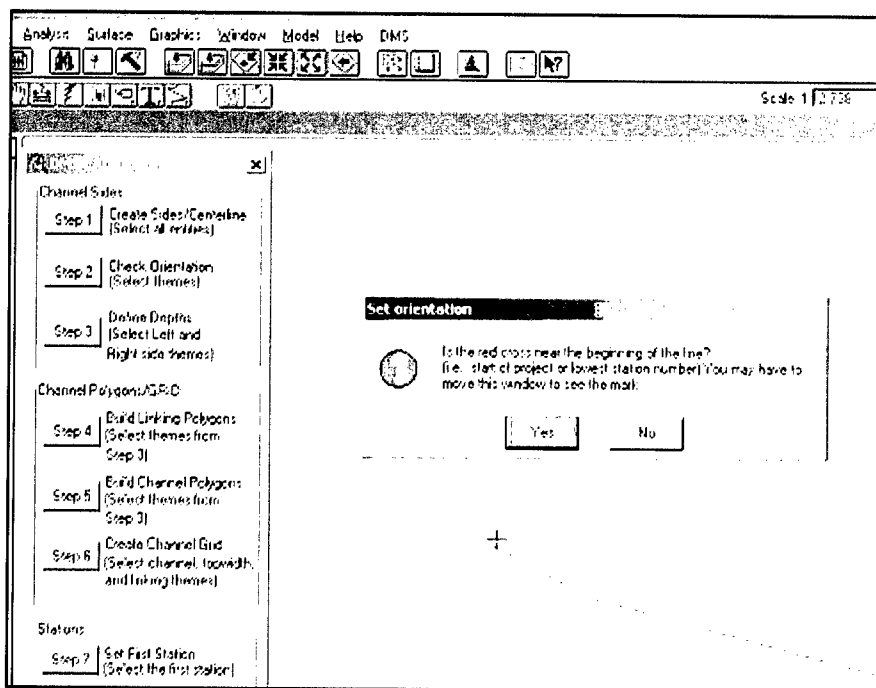 Analysis Surface Graphics Window Model Help DMS
Scale 1:
Channel Sides
Step 1 Create Sides/Centerline
(Select all entities)
Step 2 Check Orientation
(Select themes)
Step 3 Define Depths
(Select Left and
Right side themes)
Channel Polygons/GRID
Step 4 Build Linking Polygons
(Select themes from
Step 3)
Step 5 Build Channel Polygons
(Select themes from
Step 3)
Step 6 Create Channel Grid
(Select channel, topwidth,
and linking themes)
Stations
Step 7 Set First Station
(Select the first station)
Set orientation
Is the red cross near the beginning of the line?
(i.e. start of project or lowest station number) You may have to
move this window to see the mark
Yes No